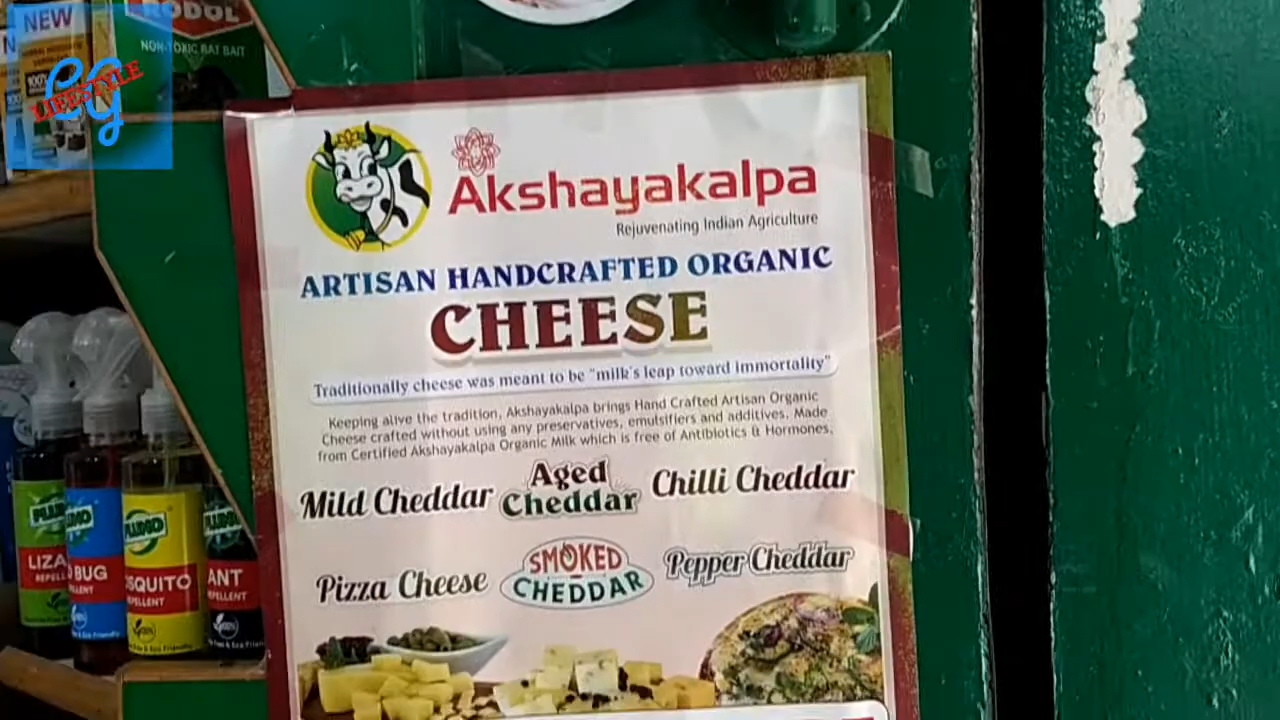 NEW
NON-TOXIC RAT BAIT
CG
LIFESTYLE
Akshayakalpa
Rejuvenating Indian Agriculture
ARTISAN HANDCRAFTED ORGANIC
CHEESE
Traditionally cheese was meant to be "milk's leap toward immortality"
Keeping alive the tradition, Akshayakalpa brings Hand Crafted Artisan Organic
Cheese crafted without using any preservatives, emulsifiers and additives. Made
from Certified Akshayakalpa Organic Milk which is free of Antibiotics & Hormones.
Mild Cheddar
Aged
Cheddar
Chilli Cheddar
Pizza Cheese
SMOKED
CHEDDAR
Pepper Cheddar
BUG
ANT